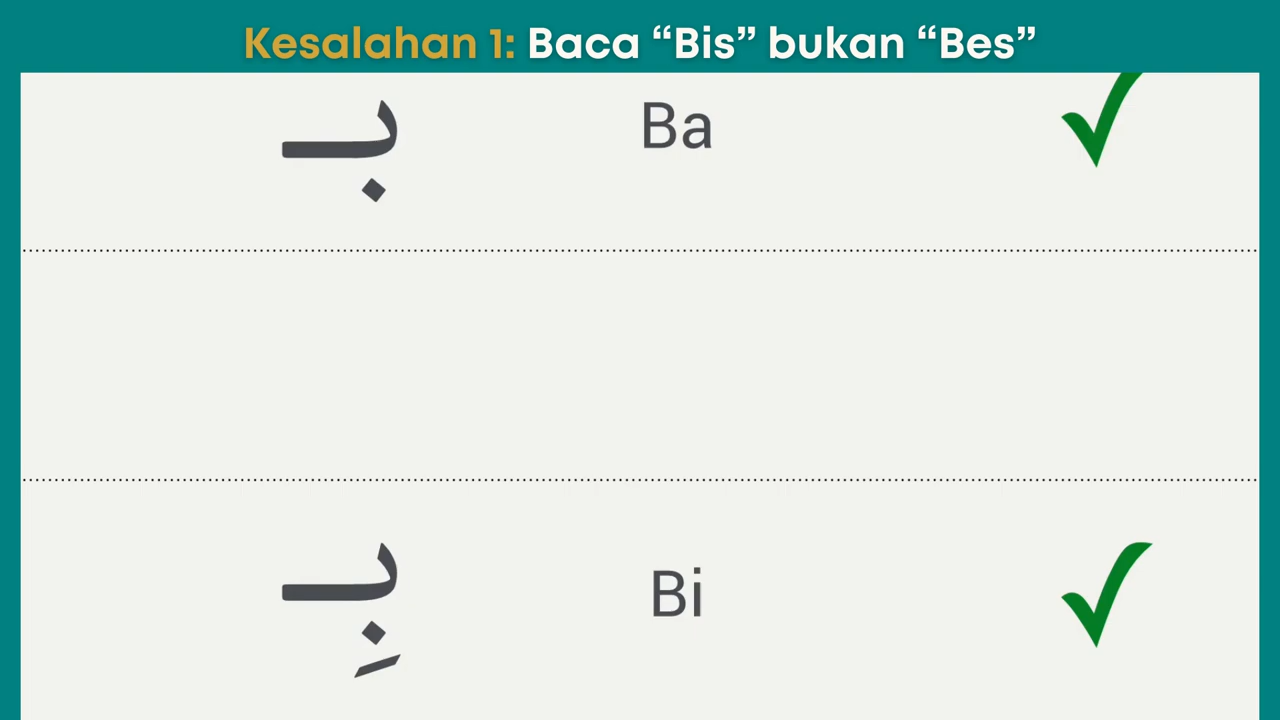 Kesalahan 1: Baca “Bis” bukan “Bes”
بـ Ba
بِـ Bi